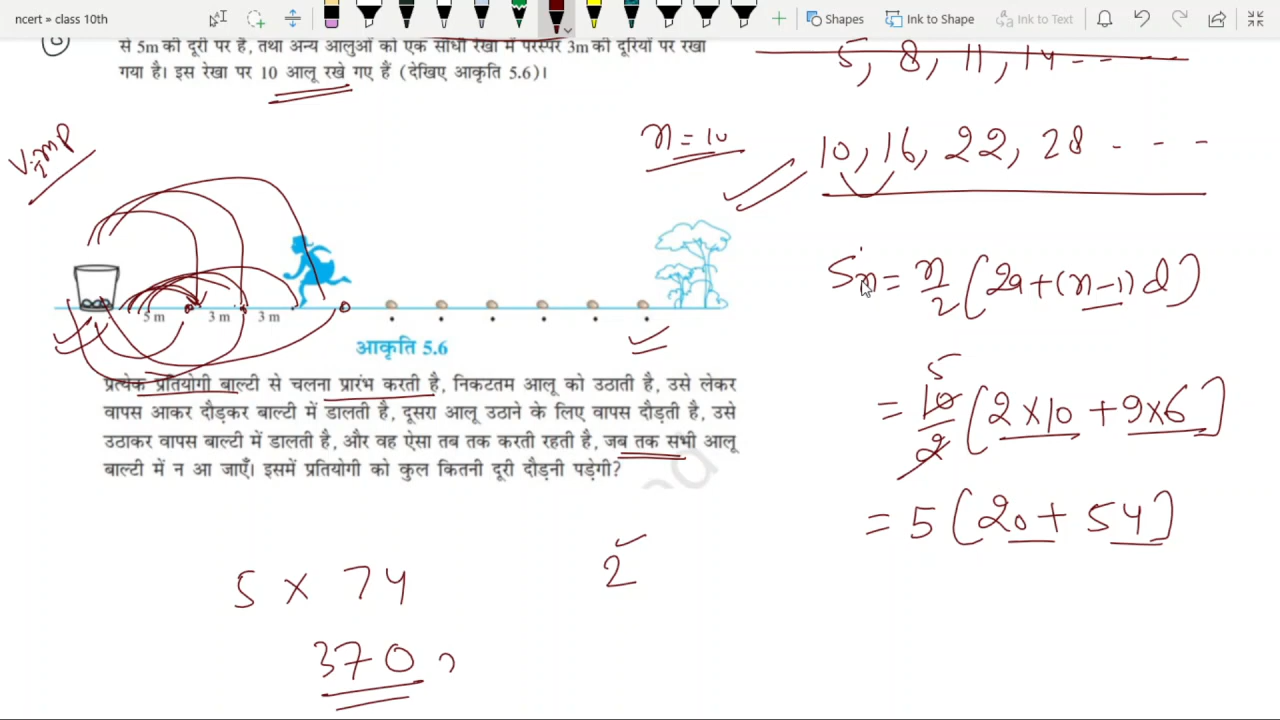 ncert » class 10th
Shapes
Ink to Shape
Ink to Text
से 5m की दूरी पर है, तथा अन्य आलुओं को एक सीधी रेखा में परस्पर 3m की दूरियों पर रखा
गया है। इस रेखा पर 10 आलू रखे गए हैं (देखिए आकृति 5.6)।
5, 8, 11, 14 - - - -
V.imp
n = 10
10, 16, 22, 28 - - -
5 m 3 m 3 m
आकृति 5.6
प्रत्येक प्रतियोगी बाल्टी से चलना प्रारंभ करती है, निकटतम आलू को उठाती है, उसे लेकर
वापस आकर दौड़कर बाल्टी में डालती है, दूसरा आलू उठाने के लिए वापस दौड़ती है, उसे
उठाकर वापस बाल्टी में डालती है, और वह ऐसा तब तक करती रहती है, जब तक सभी आलू
बाल्टी में न आ जाएँ। इसमें प्रतियोगी को कुल कितनी दूरी दौड़नी पड़ेगी?
Sn = n/2 (2a + (n-1)d)
5
= 10/2 [2×10 + 9×6]
= 5 [20 + 54]
5 × 74
2
370